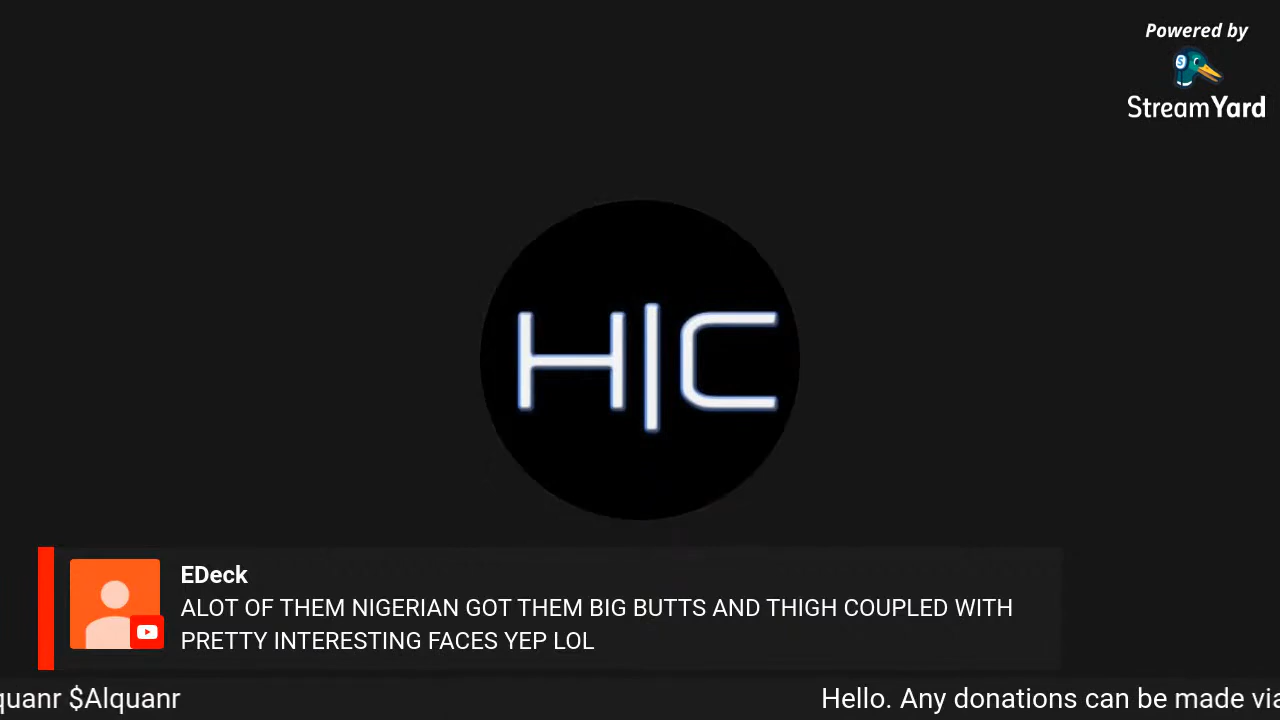 Powered by
StreamYard
H|C
EDeck
ALOT OF THEM NIGERIAN GOT THEM BIG BUTTS AND THIGH COUPLED WITH
PRETTY INTERESTING FACES YEP LOL
$Alquanr
Hello. Any donations can be made